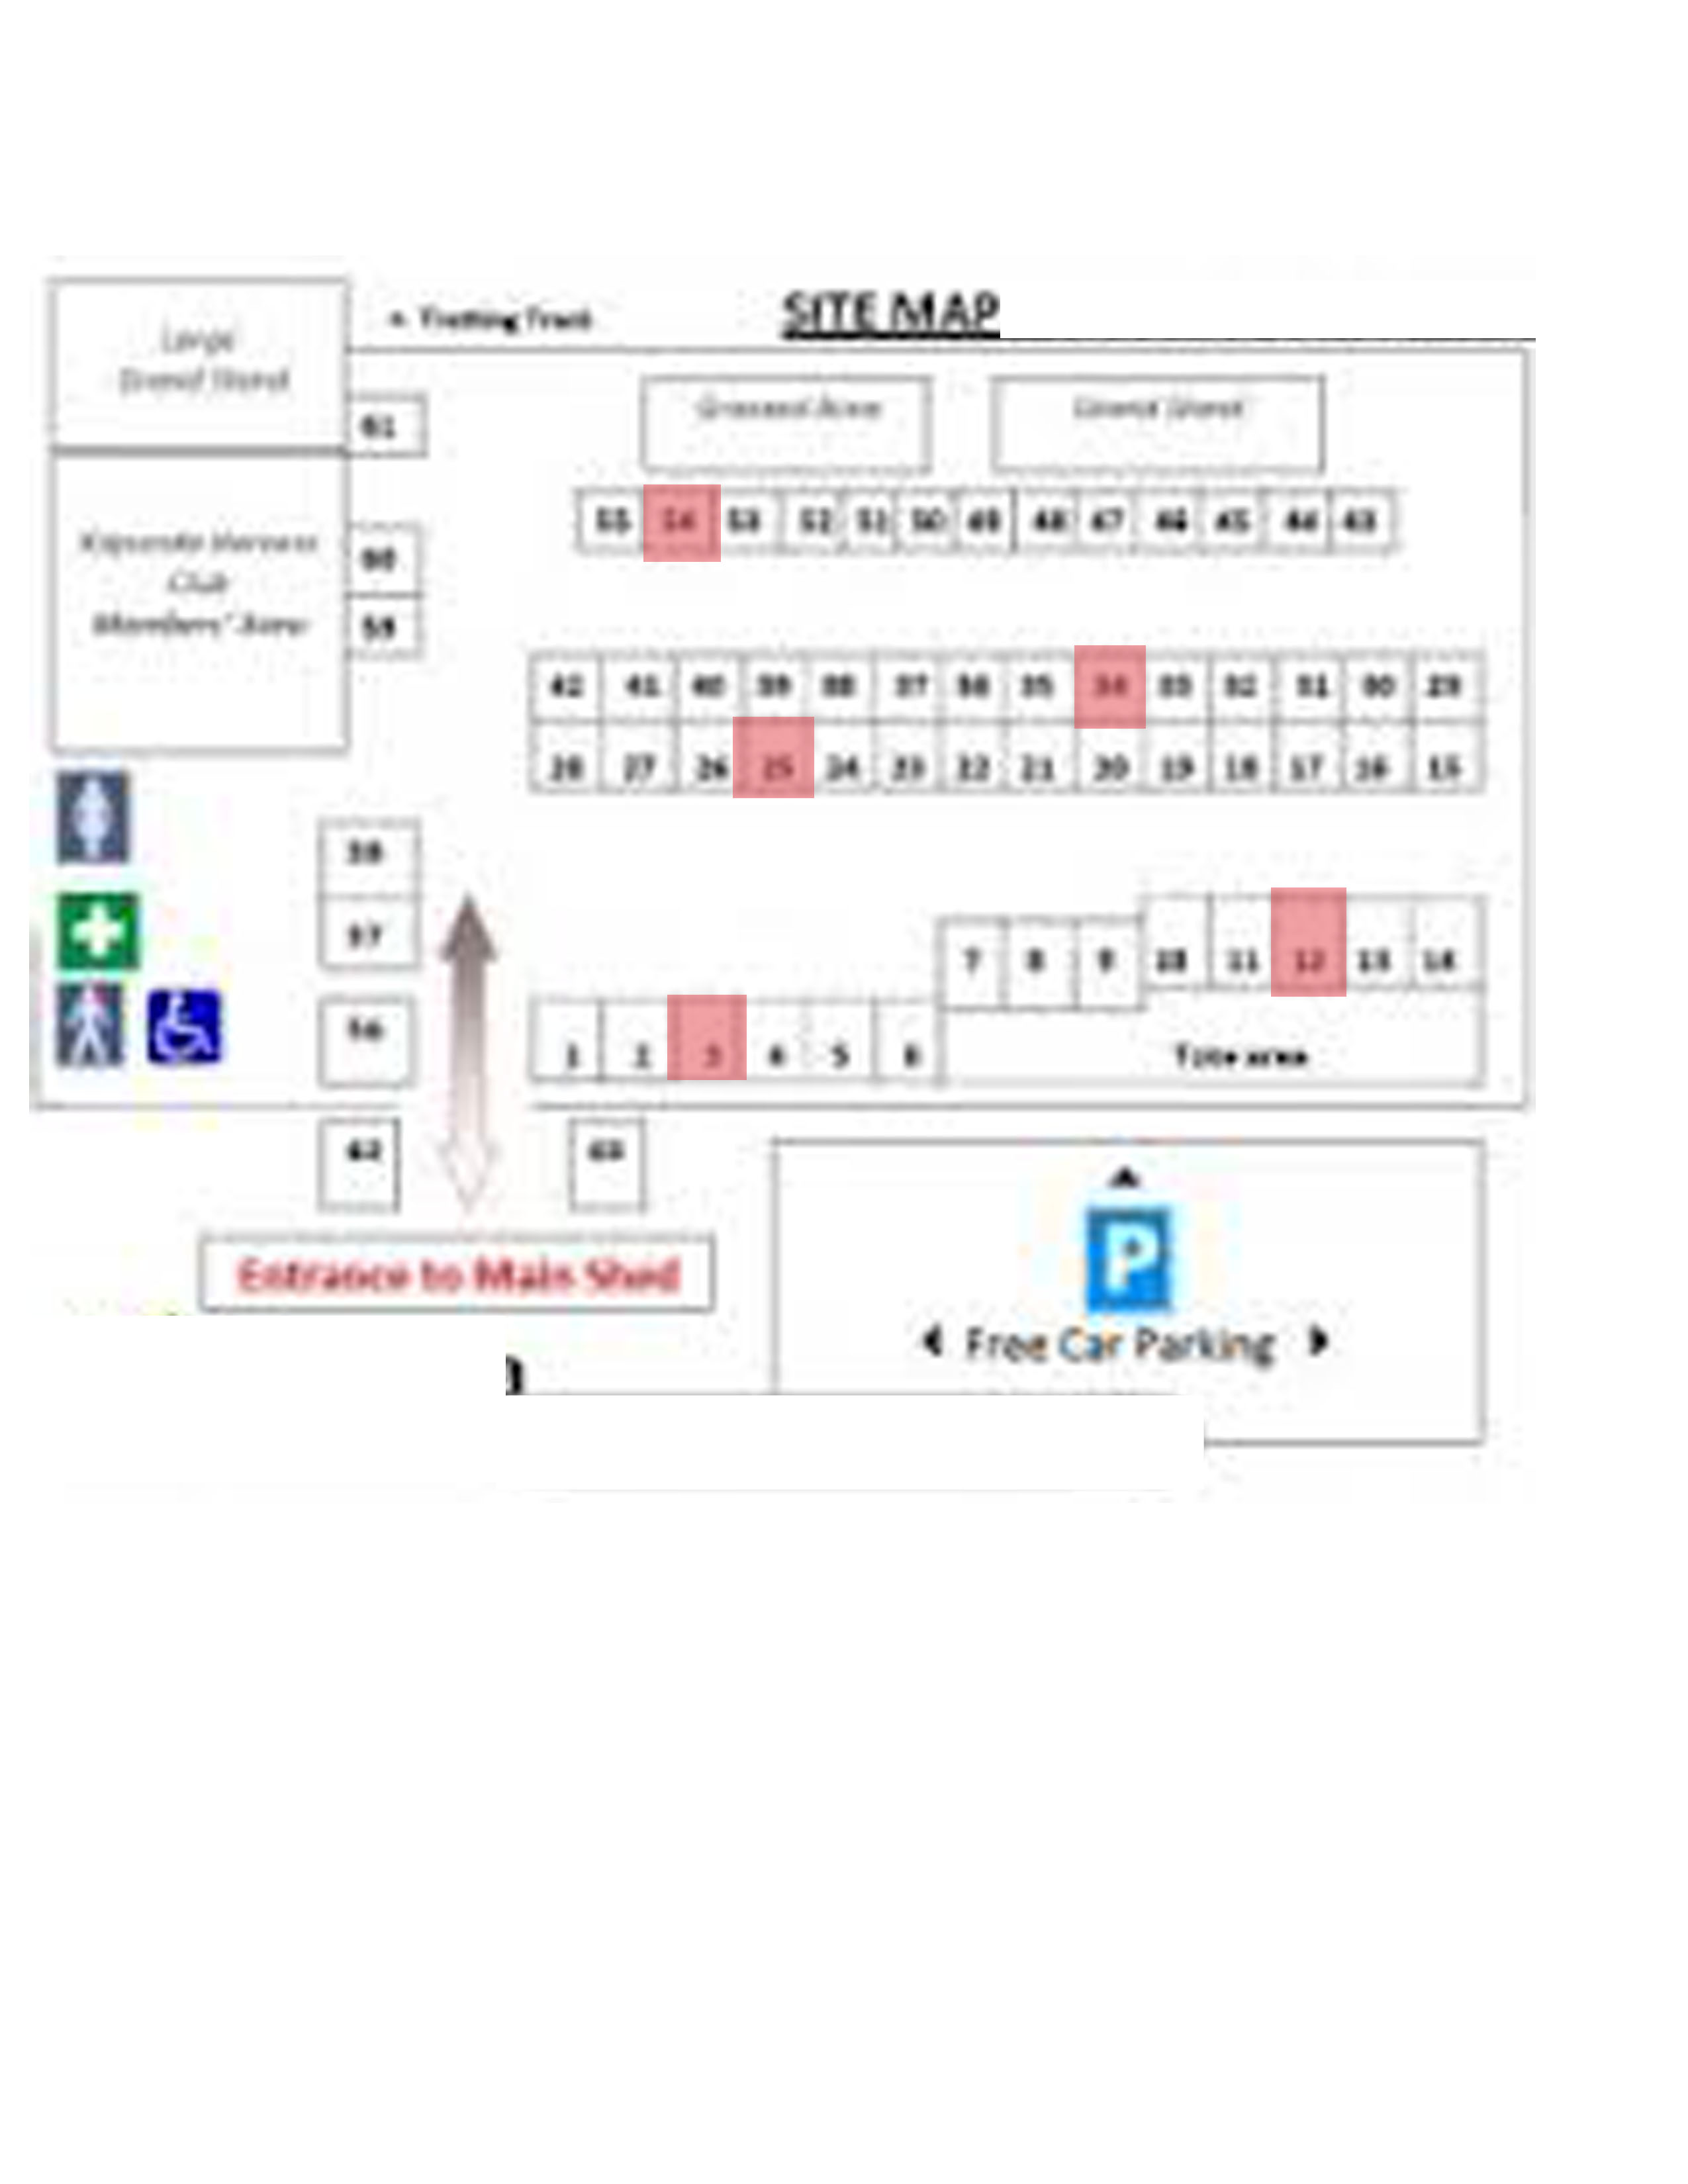 SITE MAP
Trotting Track
Large
Grand Stand
Grassed Area
Grand Stand
61
55 54 53 52 51 50 49 48 47 46 45 44 43
Harness
Club
Members' Area
60
59
42 41 40 39 38 37 36 35 34 33 32 31 30 29
28 27 26 25 24 23 22 21 20 19 18 17 16 15
58
57
7 8 9 10 11 12 13 14
56
1 2 3 4 5 6
Tote area
62
63
P
Entrance to Main Shed
Free Car Parking